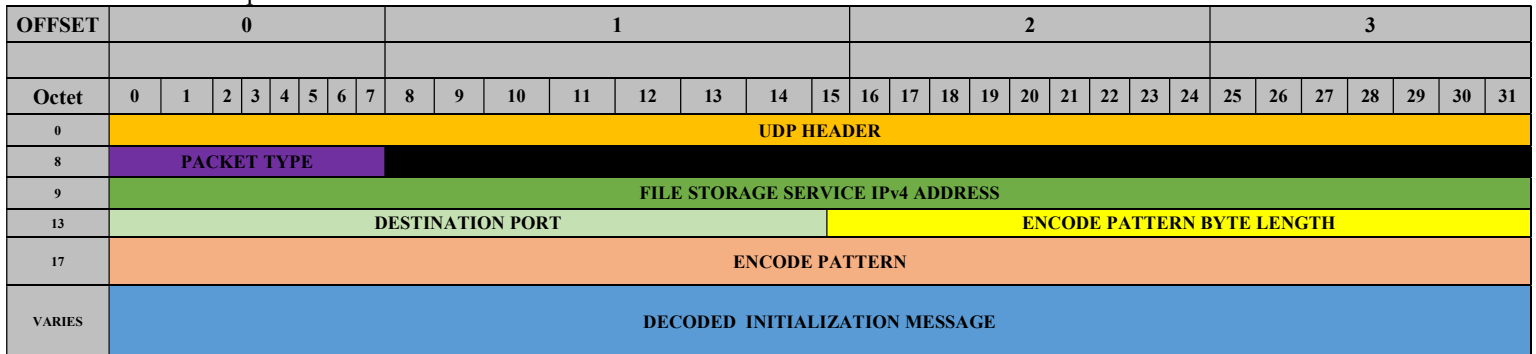 OFFSET 0 1 2 3
Octet 0 1 2 3 4 5 6 7 8 9 10 11 12 13 14 15 16 17 18 19 20 21 22 23 24 25 26 27 28 29 30 31
0 UDP HEADER
8 PACKET TYPE
9 FILE STORAGE SERVICE IPv4 ADDRESS
13 DESTINATION PORT ENCODE PATTERN BYTE LENGTH
17 ENCODE PATTERN
VARIES DECODED INITIALIZATION MESSAGE